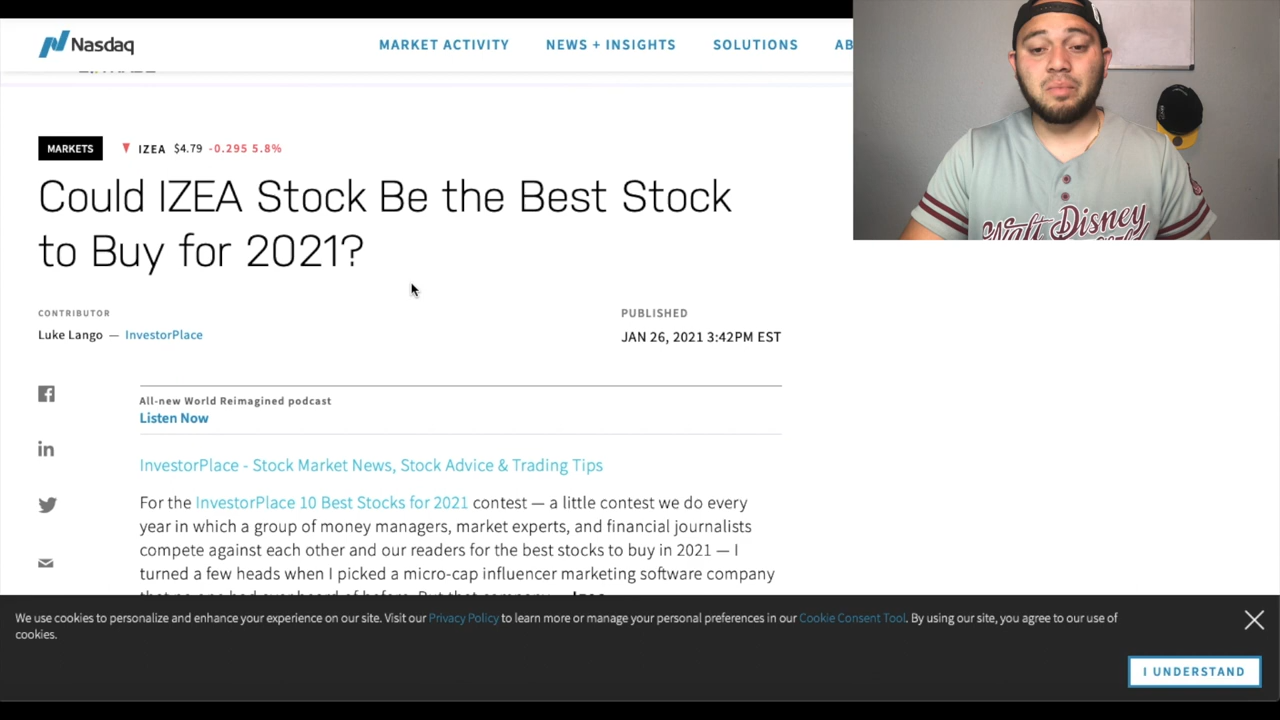 Nasdaq
MARKET ACTIVITY
NEWS + INSIGHTS
SOLUTIONS
MARKETS
IZEA $4.79 -0.295 5.8%
Could IZEA Stock Be the Best Stock
to Buy for 2021?
CONTRIBUTOR
Luke Lango — InvestorPlace
PUBLISHED
JAN 26, 2021 3:42PM EST
All-new World Reimagined podcast
Listen Now
InvestorPlace - Stock Market News, Stock Advice & Trading Tips
For the InvestorPlace 10 Best Stocks for 2021 contest — a little contest we do every
year in which a group of money managers, market experts, and financial journalists
compete against each other and our readers for the best stocks to buy in 2021 — I
turned a few heads when I picked a micro-cap influencer marketing software company
We use cookies to personalize and enhance your experience on our site. Visit our Privacy Policy to learn more or manage your personal preferences in our Cookie Consent Tool. By using our site, you agree to our use of
cookies.
I UNDERSTAND
Walt Disney